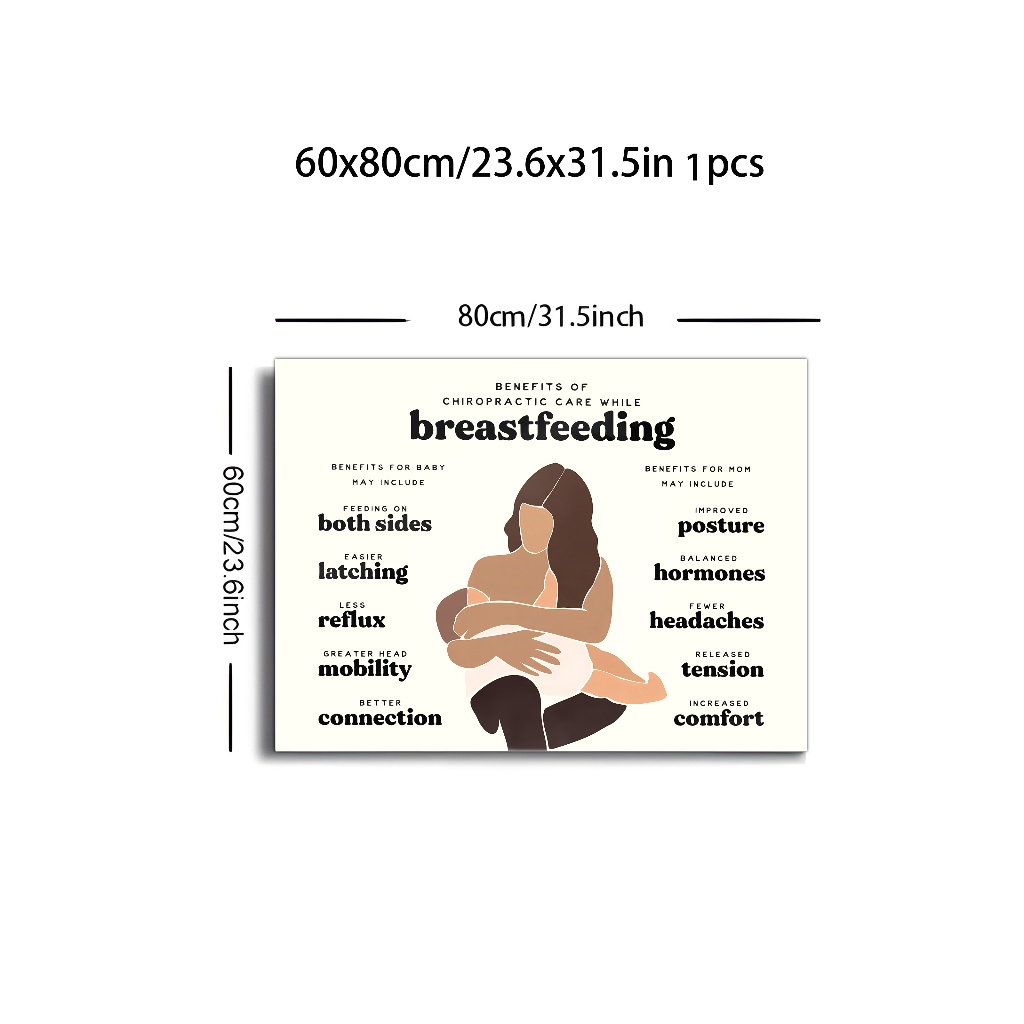 60x80cm/23.6x31.5in 1pcs
80cm/31.5inch
60cm/23.6inch
BENEFITS OF
CHIROPRACTIC CARE WHILE
breastfeeding
BENEFITS FOR BABY
MAY INCLUDE
FEEDING ON
both sides
EASIER
latching
LESS
reflux
GREATER HEAD
mobility
BETTER
connection
BENEFITS FOR MOM
MAY INCLUDE
IMPROVED
posture
BALANCED
hormones
FEWER
headaches
RELEASED
tension
INCREASED
comfort